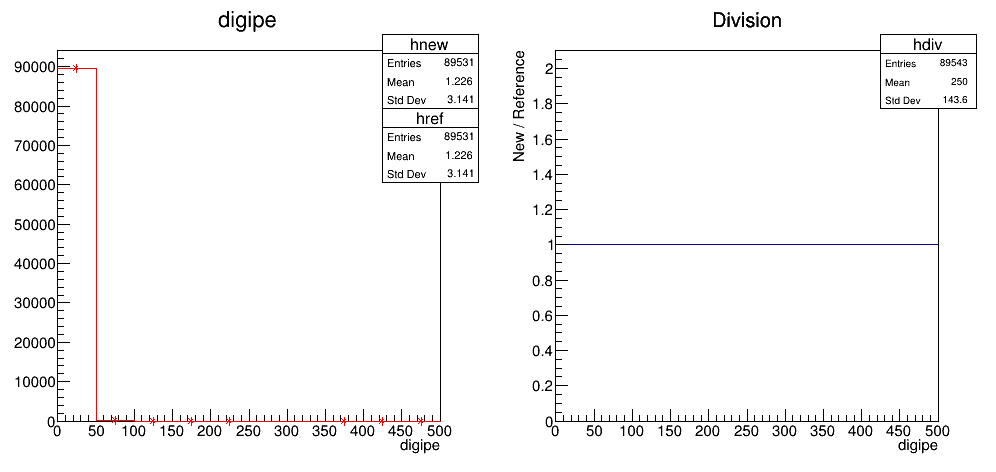 digipe
hnew
Entries 89531
Mean 1.226
Std Dev 3.141
href
Entries 89531
Mean 1.226
Std Dev 3.141
90000
80000
70000
60000
50000
40000
30000
20000
10000
0
0 50 100 150 200 250 300 350 400 450 500
digipe
Division
hdiv
Entries 89543
Mean 250
Std Dev 143.6
New / Reference
2
1.8
1.6
1.4
1.2
1
0.8
0.6
0.4
0.2
0
0 50 100 150 200 250 300 350 400 450 500
digipe